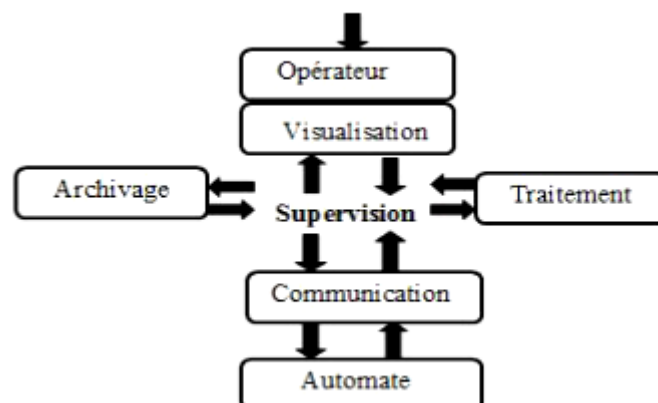 Opérateur
Visualisation
Archivage
Traitement
Supervision
Communication
Automate